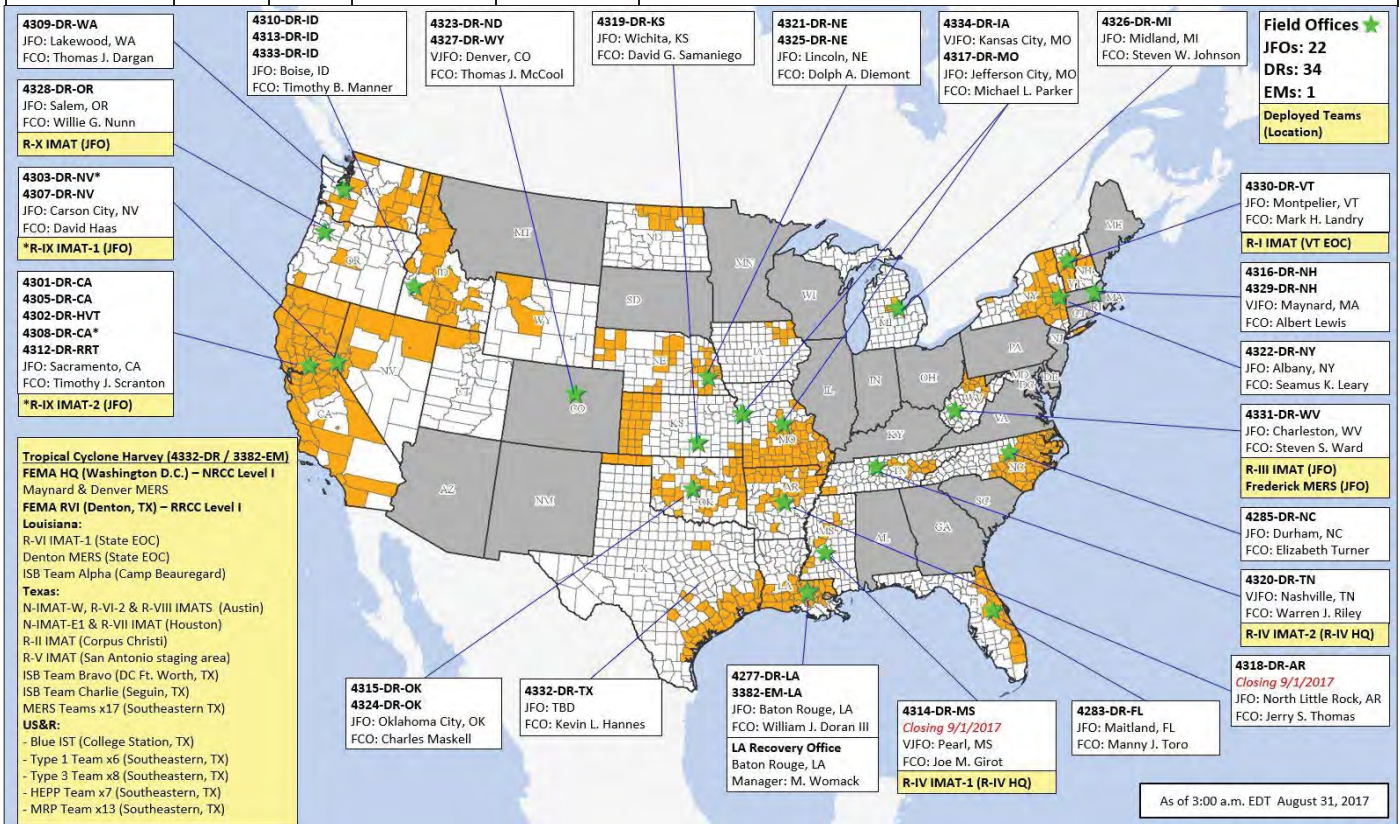 4309-DR-WA
JFO: Lakewood, WA
FCO: Thomas J. Dargan
4310-DR-ID
4313-DR-ID
4333-DR-ID
JFO: Boise, ID
FCO: Timothy B. Manner
4323-DR-ND
4327-DR-WY
VJFO: Denver, CO
FCO: Thomas J. McCool
4319-DR-KS
JFO: Wichita, KS
FCO: David G. Samaniego
4321-DR-NE
4325-DR-NE
JFO: Lincoln, NE
FCO: Dolph A. Diemont
4334-DR-IA
VJFO: Kansas City, MO
4317-DR-MO
JFO: Jefferson City, MO
FCO: Michael L. Parker
4326-DR-MI
JFO: Midland, MI
FCO: Steven W. Johnson
Field Offices
JFOs: 22
DRs: 34
EMs: 1
Deployed Teams
(Location)
4328-DR-OR
JFO: Salem, OR
FCO: Willie G. Nunn
R-X IMAT (JFO)
4303-DR-NV*
4307-DR-NV
JFO: Carson City, NV
FCO: David Haas
*R-IX IMAT-1 (JFO)
4301-DR-CA
4305-DR-CA
4302-DR-HVT
4308-DR-CA*
4312-DR-RRT
JFO: Sacramento, CA
FCO: Timothy J. Scranton
*R-IX IMAT-2 (JFO)
Tropical Cyclone Harvey (4332-DR / 3382-EM)
FEMA HQ (Washington D.C.) – NRCC Level I
Maynard & Denver MERS
FEMA RVI (Denton, TX) – RRCC Level I
Louisiana:
R-VI IMAT-1 (State EOC)
Denton MERS (State EOC)
ISB Team Alpha (Camp Beauregard)
Texas:
N-IMAT-W, R-VI-2 & R-VIII IMATS (Austin)
N-IMAT-E1 & R-VII IMAT (Houston)
R-II IMAT (Corpus Christi)
R-V IMAT (San Antonio staging area)
ISB Team Bravo (DC Ft. Worth, TX)
ISB Team Charlie (Seguin, TX)
MERS Teams x17 (Southeastern TX)
US&R:
- Blue IST (College Station, TX)
- Type 1 Team x6 (Southeastern, TX)
- Type 3 Team x8 (Southeastern, TX)
- HEPP Team x7 (Southeastern, TX)
- MRP Team x13 (Southeastern, TX)
MT
ND
MN
ME
OR
ID
SD
WI
MI
NY
NH
MA
RI
WY
NE
IA
PA
NJ
NV
UT
CO
KS
MO
IL
IN
OH
MD
DE
DC
WV
VA
KY
CA
AZ
NM
OK
AR
TN
NC
SC
TX
LA
MS
AL
GA
FL
4330-DR-VT
JFO: Montpelier, VT
FCO: Mark H. Landry
R-I IMAT (VT EOC)
4316-DR-NH
4329-DR-NH
VJFO: Maynard, MA
FCO: Albert Lewis
4322-DR-NY
JFO: Albany, NY
FCO: Seamus K. Leary
4331-DR-WV
JFO: Charleston, WV
FCO: Steven S. Ward
R-III IMAT (JFO)
Frederick MERS (JFO)
4285-DR-NC
JFO: Durham, NC
FCO: Elizabeth Turner
4320-DR-TN
VJFO: Nashville, TN
FCO: Warren J. Riley
R-IV IMAT-2 (R-IV HQ)
4318-DR-AR
Closing 9/1/2017
JFO: North Little Rock, AR
FCO: Jerry S. Thomas
4315-DR-OK
4324-DR-OK
JFO: Oklahoma City, OK
FCO: Charles Maskell
4332-DR-TX
JFO: TBD
FCO: Kevin L. Hannes
4277-DR-LA
3382-EM-LA
JFO: Baton Rouge, LA
FCO: William J. Doran III
LA Recovery Office
Baton Rouge, LA
Manager: M. Womack
4314-DR-MS
Closing 9/1/2017
VJFO: Pearl, MS
FCO: Joe M. Girot
R-IV IMAT-1 (R-IV HQ)
4283-DR-FL
JFO: Maitland, FL
FCO: Manny J. Toro
As of 3:00 a.m. EDT August 31, 2017